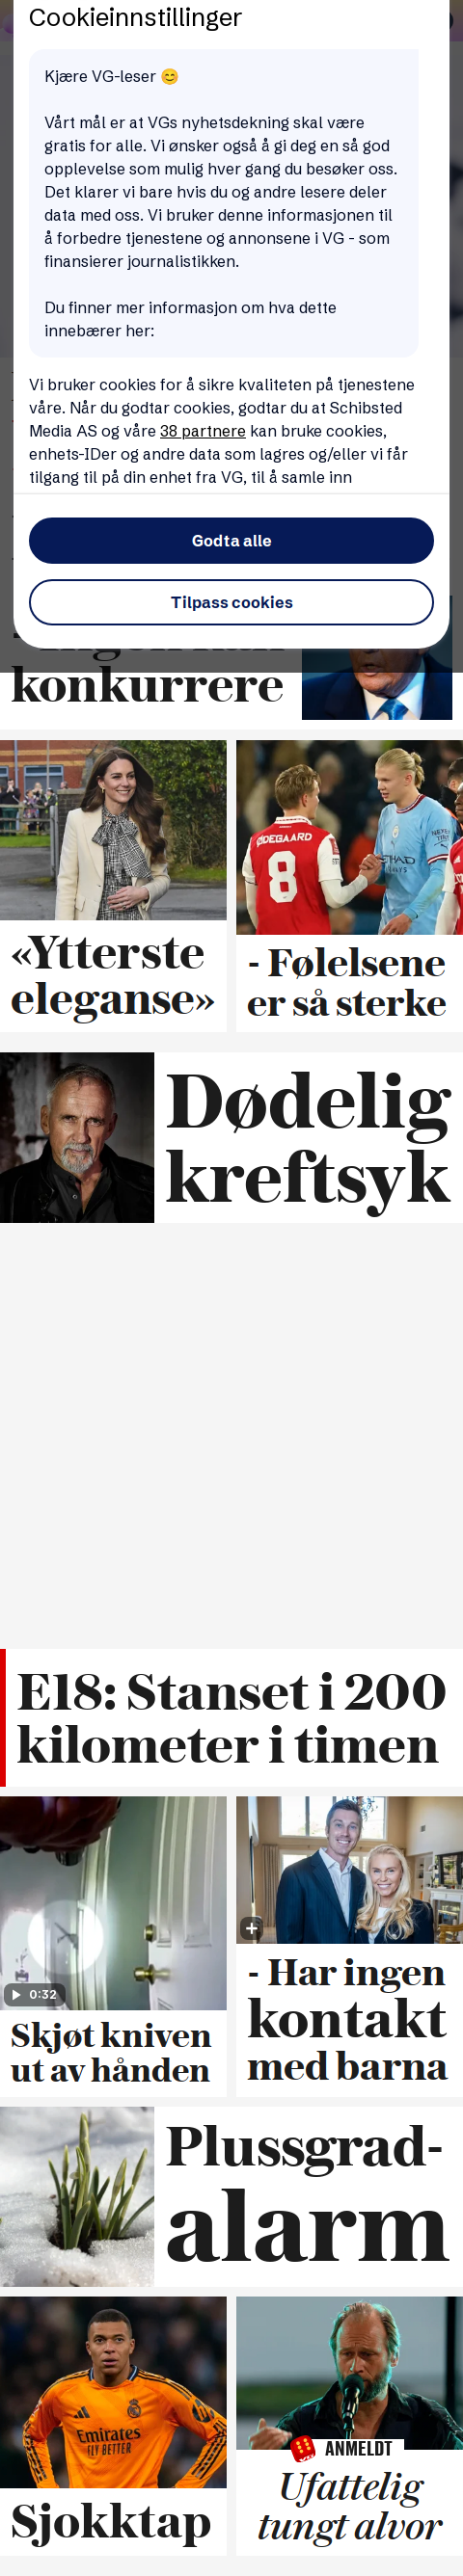 Cookieinnstillinger
Kjære VG-leser 😊
Vårt mål er at VGs nyhetsdekning skal være
gratis for alle. Vi ønsker også å gi deg en så god
opplevelse som mulig hver gang du besøker oss.
Det klarer vi bare hvis du og andre lesere deler
data med oss. Vi bruker denne informasjonen til
å forbedre tjenestene og annonsene i VG - som
finansierer journalistikken.
Du finner mer informasjon om hva dette
innebærer her:
Vi bruker cookies for å sikre kvaliteten på tjenestene
våre. Når du godtar cookies, godtar du at Schibsted
Media AS og våre 38 partnere kan bruke cookies,
enhets-IDer og andre data som lagres og/eller vi får
tilgang til på din enhet fra VG, til å samle inn
Godta alle
Tilpass cookies
konkurrere
ØDEGAARD
8
ETIHAD
«Ytterste
eleganse»
- Følelsene
er så sterke
Dødelig
kreftsyk
E18: Stanset i 200
kilometer i timen
0:32
Skjøt kniven
ut av hånden
- Har ingen
kontakt
med barna
Plussgrad-
alarm
Emirates
FLY BETTER
Sjokktap
ANMELDT
Ufattelig
tungt alvor